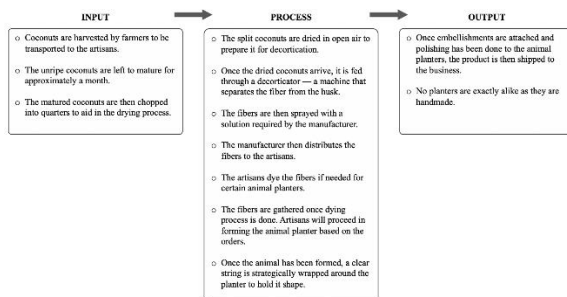 INPUT
○ Coconuts are harvested by farmers to be
transported to the artisans.
○ The unripe coconuts are left to mature for
approximately a month.
○ The matured coconuts are then chopped
into quarters to aid in the drying process.
PROCESS
○ The split coconuts are dried in open air to
prepare it for decortication.
○ Once the dried coconuts arrive, it is fed
through a decorticator — a machine that
separates the fiber from the husk.
○ The fibers are then sprayed with a
solution required by the manufacturer.
○ The manufacturer then distributes the
fibers to the artisans.
○ The artisans dye the fibers if needed for
certain animal planters.
○ The fibers are gathered once dying
process is done. Artisans will proceed in
forming the animal planter based on the
orders.
○ Once the animal has been formed, a clear
string is strategically wrapped around the
planter to hold it shape.
OUTPUT
○ Once embellishments are attached and
polishing has been done to the animal
planters, the product is then shipped to
the business.
○ No planters are exactly alike as they are
handmade.